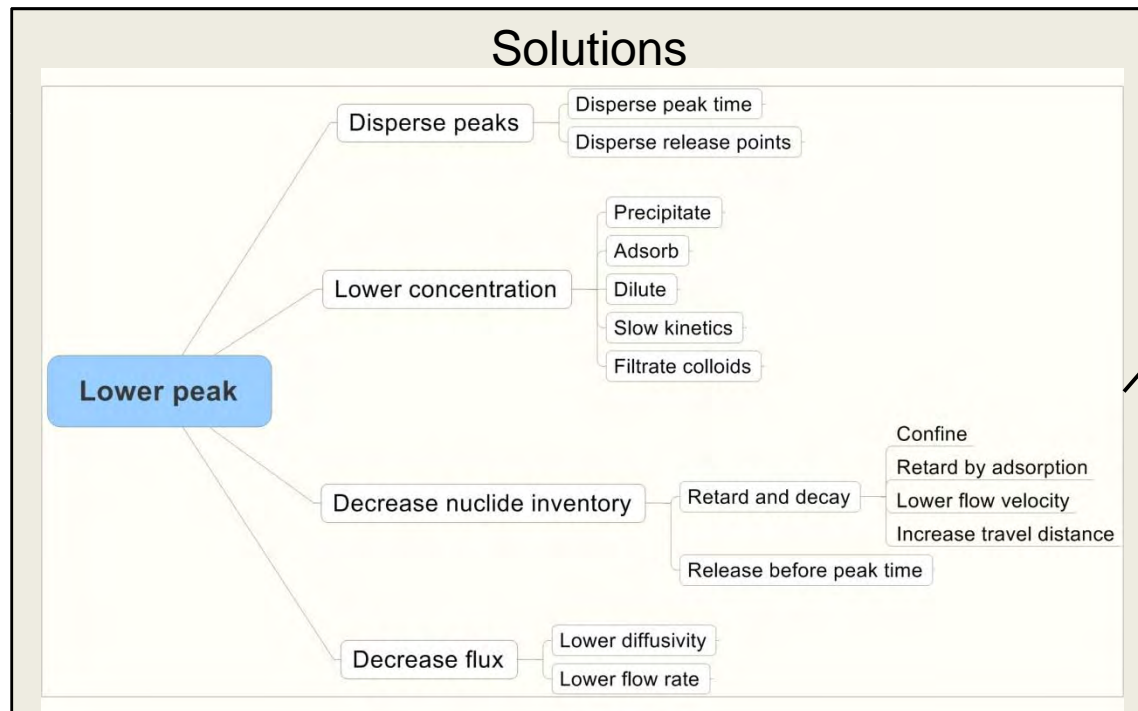 Solutions
Lower peak
Disperse peaks
Disperse peak time
Disperse release points
Lower concentration
Precipitate
Adsorb
Dilute
Slow kinetics
Filtrate colloids
Decrease nuclide inventory
Retard and decay
Confine
Retard by adsorption
Lower flow velocity
Increase travel distance
Release before peak time
Decrease flux
Lower diffusivity
Lower flow rate